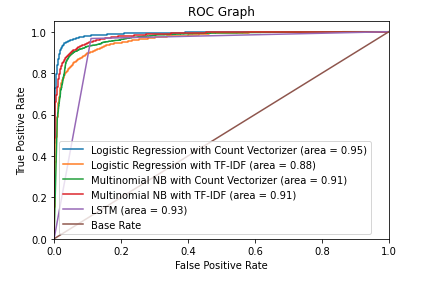 ROC Graph
True Positive Rate
1.0
0.8
0.6
0.4
0.2
0.0
Logistic Regression with Count Vectorizer (area = 0.95)
Logistic Regression with TF-IDF (area = 0.88)
Multinomial NB with Count Vectorizer (area = 0.91)
Multinomial NB with TF-IDF (area = 0.91)
LSTM (area = 0.93)
Base Rate
0.0 0.2 0.4 0.6 0.8 1.0
False Positive Rate